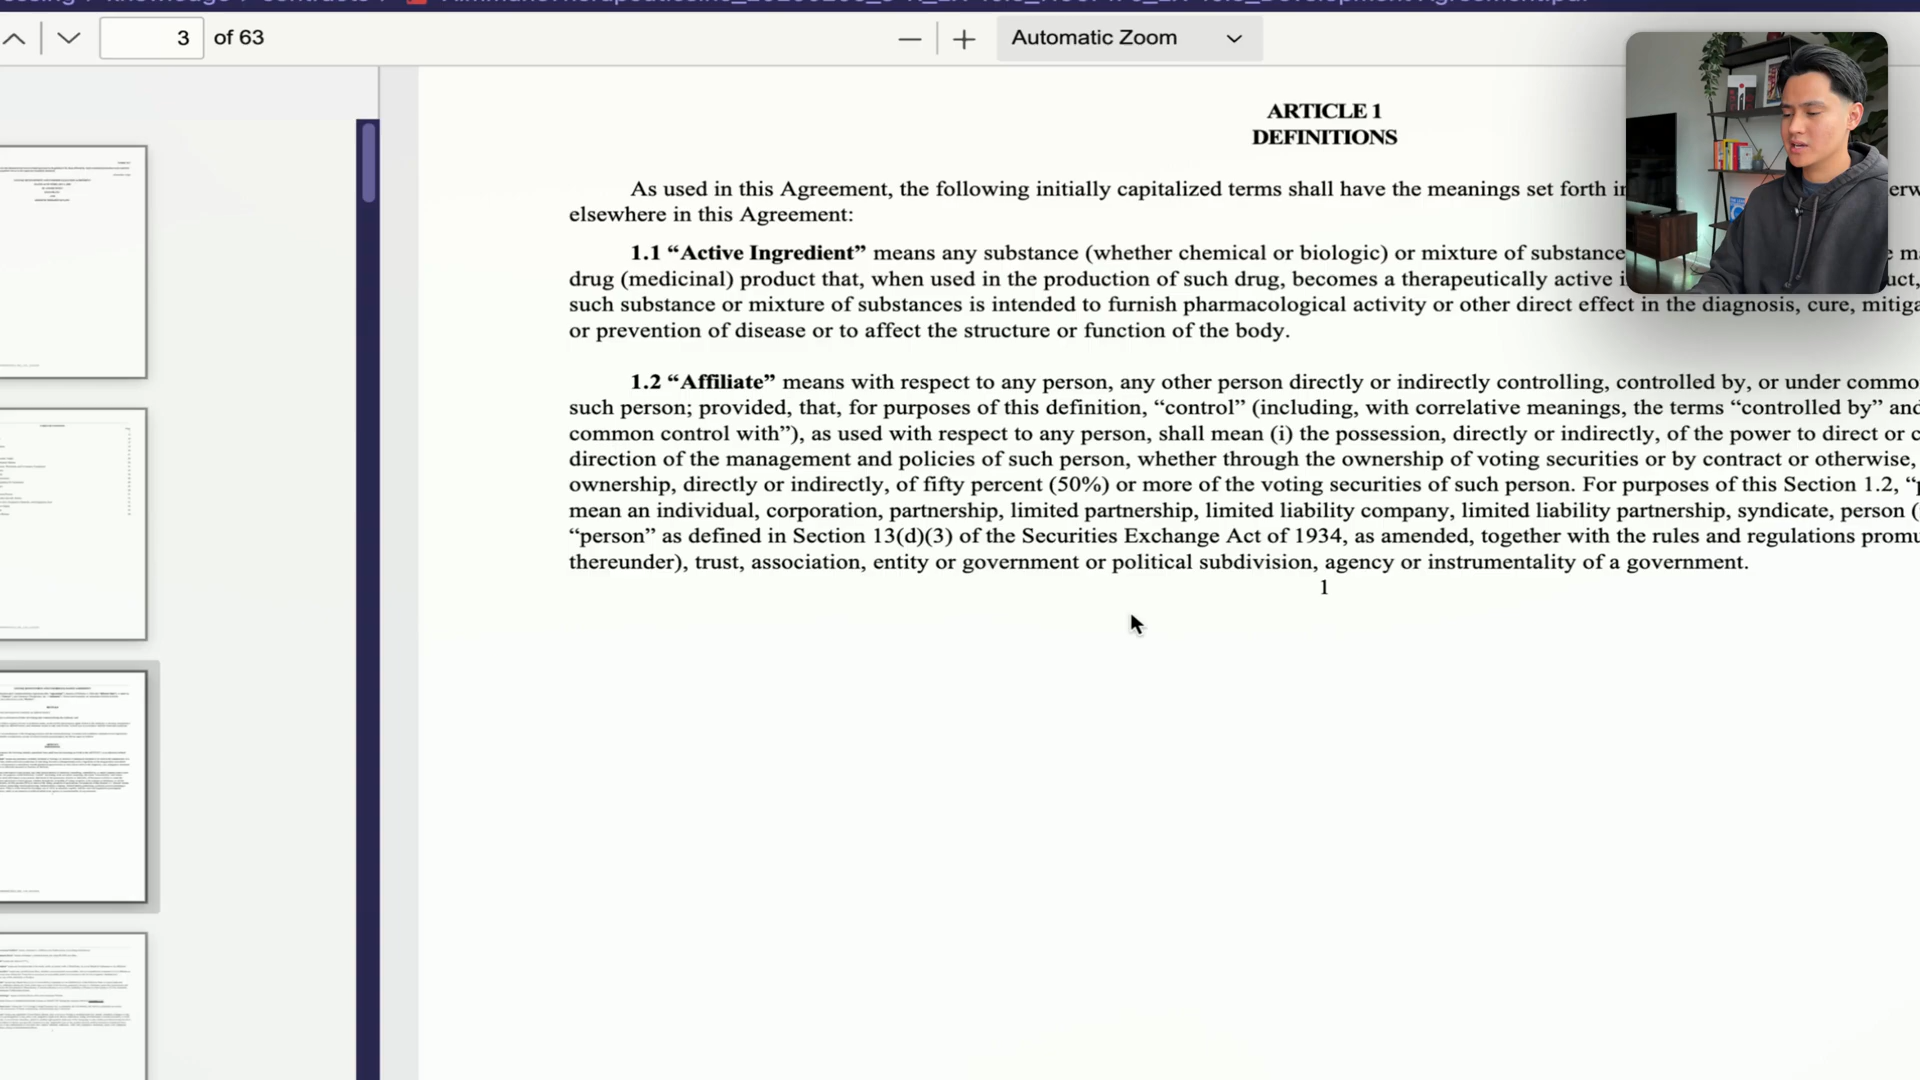 3 of 63
Automatic Zoom
ARTICLE 1
DEFINITIONS
As used in this Agreement, the following initially capitalized terms shall have the meanings set forth
elsewhere in this Agreement:
1.1 “Active Ingredient” means any substance (whether chemical or biologic) or mixture of substance
drug (medicinal) product that, when used in the production of such drug, becomes a therapeutically active
such substance or mixture of substances is intended to furnish pharmacological activity or other direct effect in the diagnosis, cure,
or prevention of disease or to affect the structure or function of the body.
1.2 “Affiliate” means with respect to any person, any other person directly or indirectly controlling, controlled by, or under
such person; provided, that, for purposes of this definition, “control” (including, with correlative meanings, the terms “controlled by” and
common control with”), as used with respect to any person, shall mean (i) the possession, directly or indirectly, of the power to direct or
direction of the management and policies of such person, whether through the ownership of voting securities or by contract or otherwise,
ownership, directly or indirectly, of fifty percent (50%) or more of the voting securities of such person. For purposes of this Section 1.2,
mean an individual, corporation, partnership, limited partnership, limited liability company, limited liability partnership, syndicate, person (
“person” as defined in Section 13(d)(3) of the Securities Exchange Act of 1934, as amended, together with the rules and regulations
thereunder), trust, association, entity or government or political subdivision, agency or instrumentality of a government.
1